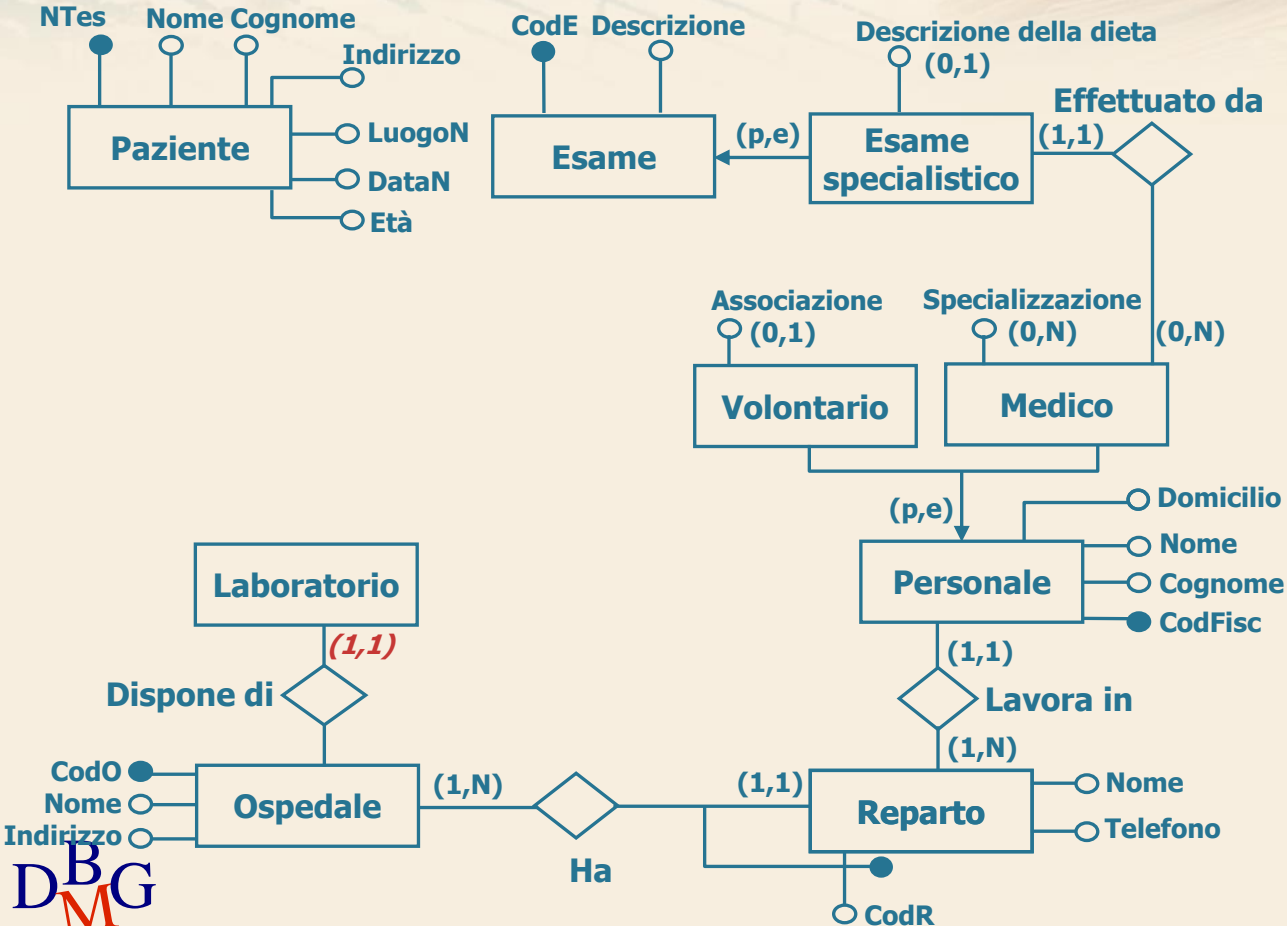 NTes
Nome Cognome
Indirizzo
Paziente
LuogoN
DataN
Età
CodE Descrizione
Esame
(p,e)
Descrizione della dieta
(0,1)
Esame
specialistico
(1,1)
Effettuato da
(0,N)
Associazione
(0,1)
Volontario
Specializzazione
(0,N)
Medico
(p,e)
Personale
Domicilio
Nome
Cognome
CodFisc
(1,1)
Lavora in
(1,N)
Laboratorio
(1,1)
Dispone di
CodO
Nome
Indirizzo
Ospedale
(1,N)
Ha
(1,1)
Reparto
Nome
Telefono
CodR
DBMG